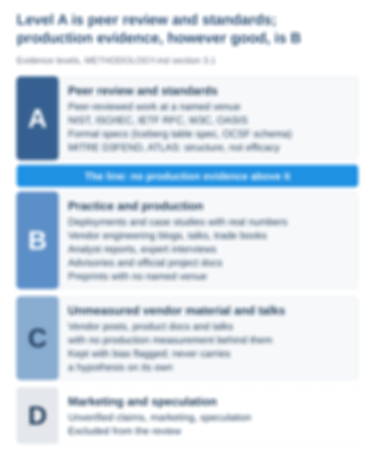 Level A is peer review and standards;
production evidence, however good, is B
Evidence levels, METHODOLOGY.md section 3.1
A
Peer review and standards
Peer-reviewed work at a named venue
NIST, ISO/IEC, IETF RFC, W3C, OASIS
Formal specs (Iceberg table spec, OCSF schema)
MITRE D3FEND, ATLAS: structure, not efficacy
The line: no production evidence above it
B
Practice and production
Deployments and case studies with real numbers
Vendor engineering blogs, talks, trade books
Analyst reports, expert interviews
Advisories and official project docs
Preprints with no named venue
C
Unmeasured vendor material and talks
Vendor posts, product docs and talks
with no production measurement behind them
Kept with bias flagged; never carries
a hypothesis on its own
D
Marketing and speculation
Unverified claims, marketing, speculation
Excluded from the review